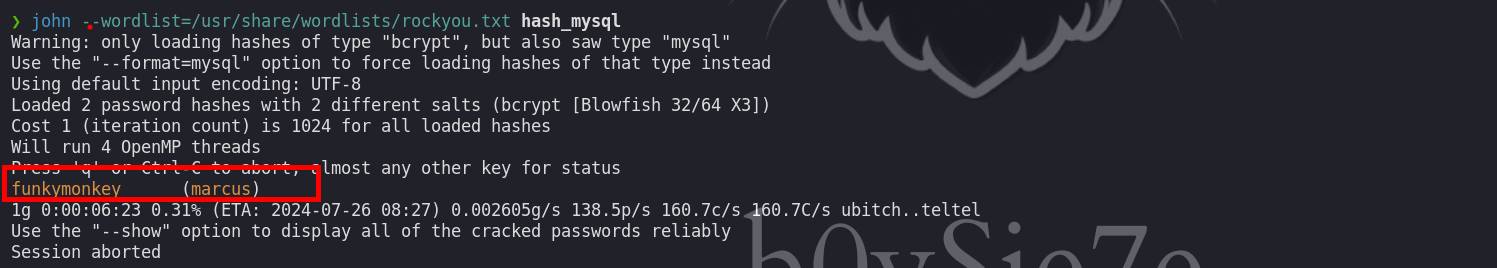 ❯ john --wordlist=/usr/share/wordlists/rockyou.txt hash_mysql
Warning: only loading hashes of type "bcrypt", but also saw type "mysql"
Use the "--format=mysql" option to force loading hashes of that type instead
Using default input encoding: UTF-8
Loaded 2 password hashes with 2 different salts (bcrypt [Blowfish 32/64 X3])
Cost 1 (iteration count) is 1024 for all loaded hashes
Will run 4 OpenMP threads
Press 'q' or Ctrl-C to abort, almost any other key for status
funkymonkey      (marcus)
1g 0:00:06:23 0.31% (ETA: 2024-07-26 08:27) 0.002605g/s 138.5p/s 160.7c/s 160.7C/s ubitch..teltel
Use the "--show" option to display all of the cracked passwords reliably
Session aborted